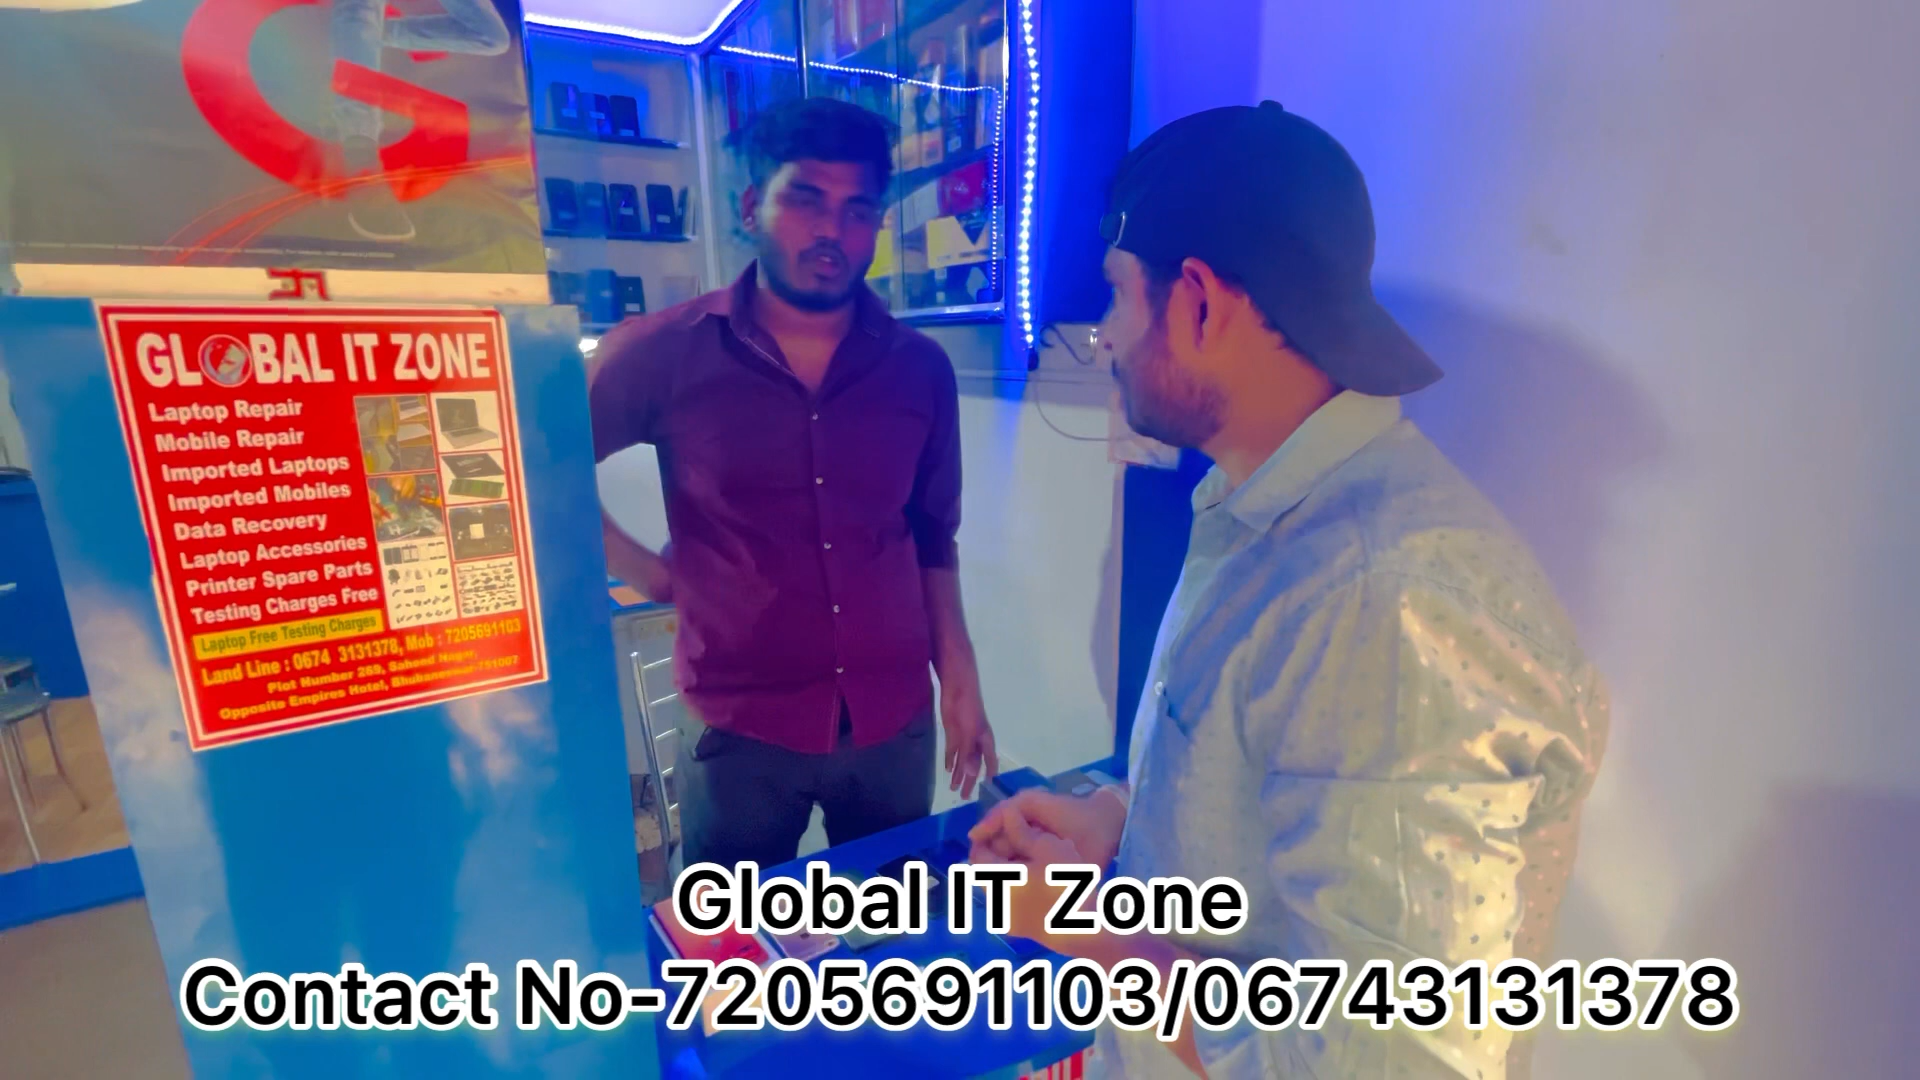 GLOBAL IT ZONE
Laptop Repair
Mobile Repair
Imported Laptops
Imported Mobiles
Data Recovery
Laptop Accessories
Printer Spare Parts
Testing Charges Free
Laptop Free Testing Charges
Land Line : 0674 3131378, Mob : 7205691103
Plot Number 269, Saheed Nagar,
Opposite Empires Hotel, Bhubaneswar-751007
Global IT Zone
Contact No-7205691103/06743131378